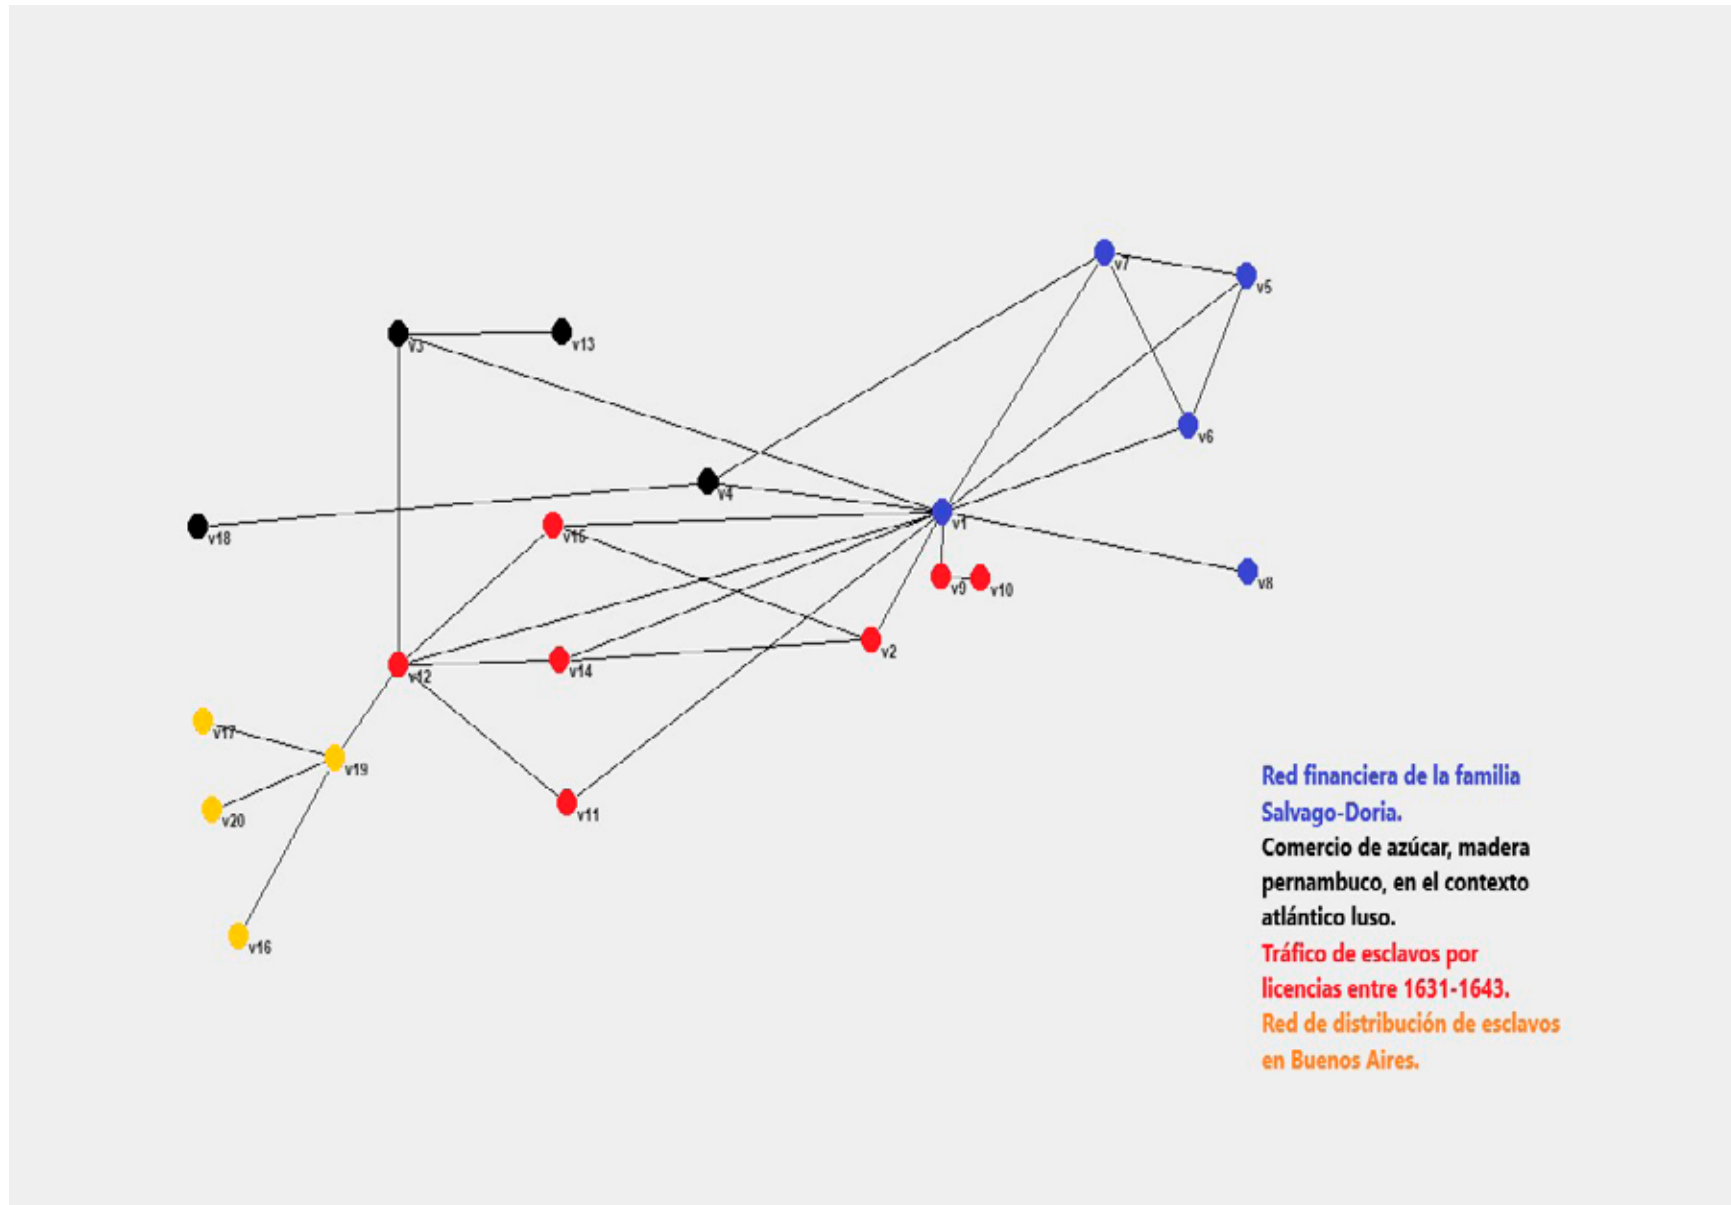 v7
v5
v3
v13
v6
v4
v1
v18
v15
v8
v9
v10
v2
v12
v14
v17
v19
v20
v11
v16
Red financiera de la familia
Salvago-Doria.
Comercio de azúcar, madera
pernambuco, en el contexto
atlántico luso.
Tráfico de esclavos por
licencias entre 1631-1643.
Red de distribución de esclavos
en Buenos Aires.